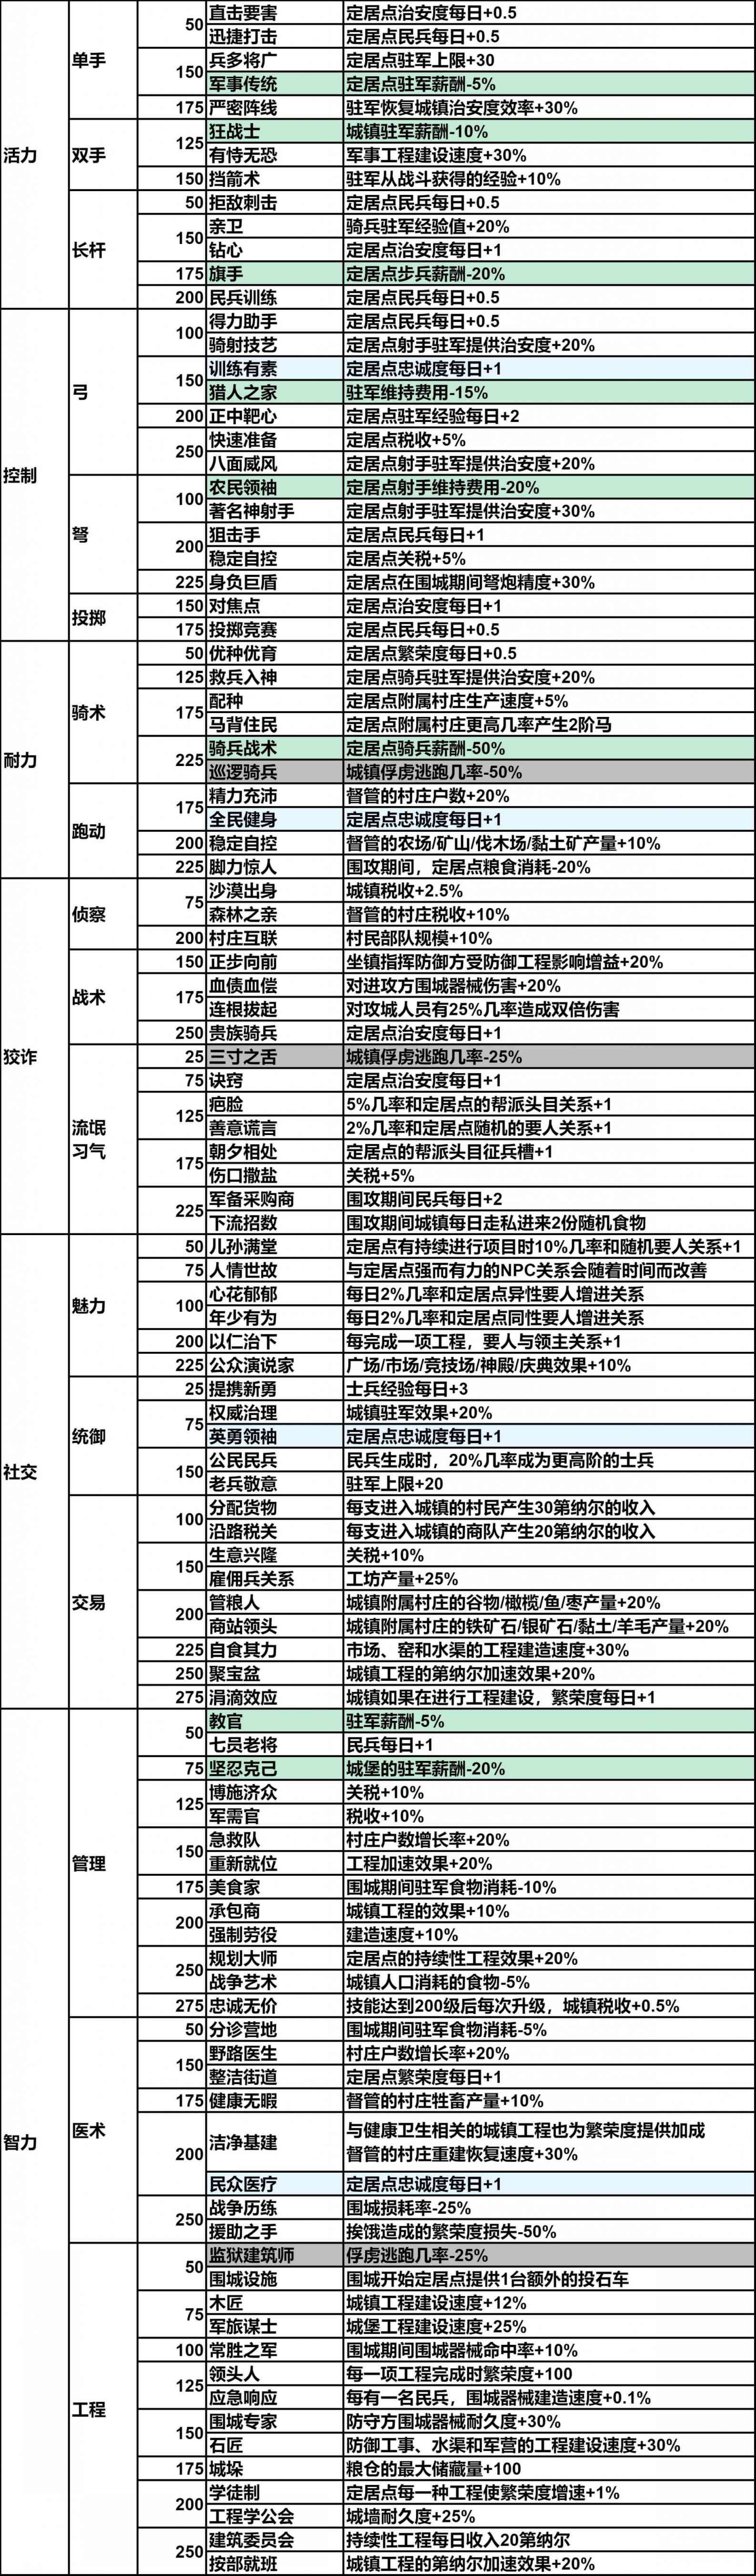 活力 单手 50 直击要害 定居点治安度每日+0.5
迅捷打击 定居点民兵每日+0.5
150 兵多将广 定居点驻军上限+30
军事传统 定居点驻军薪酬-5%
175 严密阵线 驻军恢复城镇治安度效率+30%
双手 125 狂战士 城镇驻军薪酬-10%
有恃无恐 军事工程建设速度+30%
150 挡箭术 驻军从战斗获得的经验+10%
长杆 50 拒敌刺击 定居点民兵每日+0.5
150 亲卫 骑兵驻军经验值+20%
钻心 定居点治安度每日+1
175 旗手 定居点步兵薪酬-20%
200 民兵训练 定居点民兵每日+0.5
控制 弓 100 得力助手 定居点民兵每日+0.5
骑射技艺 定居点射手驻军提供治安度+20%
150 训练有素 定居点忠诚度每日+1
猎人之家 驻军维持费用-15%
200 正中靶心 定居点驻军经验每日+2
250 快速准备 定居点税收+5%
八面威风 定居点射手驻军提供治安度+20%
弩 100 农民领袖 定居点射手维持费用-20%
著名神射手 定居点射手驻军提供治安度+30%
200 狙击手 定居点民兵每日+1
稳定自控 定居点关税+5%
225 身负巨盾 定居点在围城期间弩炮精度+30%
投掷 150 对焦点 定居点治安度每日+1
175 投掷竞赛 定居点民兵每日+0.5
耐力 骑术 50 优种优育 定居点繁荣度每日+0.5
125 救兵入神 定居点骑兵驻军提供治安度+20%
175 配种 定居点附属村庄生产速度+5%
马背住民 定居点附属村庄更高几率产生2阶马
225 骑兵战术 定居点骑兵薪酬-50%
巡逻骑兵 城镇俘虏逃跑几率-50%
跑动 175 精力充沛 督管的村庄户数+20%
全民健身 定居点忠诚度每日+1
200 稳定自控 督管的农场/矿山/伐木场/黏土矿产量+10%
225 脚力惊人 围攻期间，定居点粮食消耗-20%
狡诈 侦察 75 沙漠出身 城镇税收+2.5%
森林之亲 督管的村庄税收+10%
200 村庄互联 村民部队规模+10%
战术 150 正步向前 坐镇指挥防御方受防御工程影响增益+20%
175 血债血偿 对进攻方围城器械伤害+20%
连根拔起 对攻城人员有25%几率造成双倍伤害
250 贵族骑兵 定居点治安度每日+1
流氓习气 25 三寸之舌 城镇俘虏逃跑几率-25%
75 诀窍 定居点治安度每日+1
125 疤脸 5%几率和定居点的帮派头目关系+1
善意谎言 2%几率和定居点随机的要人关系+1
175 朝夕相处 定居点的帮派头目征兵槽+1
伤口撒盐 关税+5%
225 军备采购商 围攻期间民兵每日+2
下流招数 围攻期间城镇每日走私进来2份随机食物
社交 魅力 50 儿孙满堂 定居点有持续进行项目时10%几率和随机要人关系+1
75 人情世故 与定居点强而有力的NPC关系会随着时间而改善
100 心花郁郁 每日2%几率和定居点异性要人增进关系
年少有为 每日2%几率和定居点同性要人增进关系
200 以仁治下 每完成一项工程，要人与领主关系+1
225 公众演说家 广场/市场/竞技场/神殿/庆典效果+10%
统御 25 提携新勇 士兵经验每日+3
75 权威治理 城镇驻军效果+20%
英勇领袖 定居点忠诚度每日+1
150 公民民兵 民兵生成时，20%几率成为更高阶的士兵
老兵敬意 驻军上限+20
交易 100 分配货物 每支进入城镇的村民产生30第纳尔的收入
沿路税关 每支进入城镇的商队产生20第纳尔的收入
150 生意兴隆 关税+10%
雇佣兵关系 工坊产量+25%
200 管粮人 城镇附属村庄的谷物/橄榄/鱼/枣产量+20%
商站领头 城镇附属村庄的铁矿石/银矿石/黏土/羊毛产量+20%
225 自食其力 市场、窑和水渠的工程建造速度+30%
250 聚宝盆 城镇工程的第纳尔加速效果+20%
275 涓滴效应 城镇如果在进行工程建设，繁荣度每日+1
智力 管理 50 教官 驻军薪酬-5%
七员老将 民兵每日+1
75 坚忍克己 城堡的驻军薪酬-20%
125 博施济众 关税+10%
军需官 税收+10%
150 急救队 村庄户数增长率+20%
重新就位 工程加速效果+20%
175 美食家 围城期间驻军食物消耗-10%
200 承包商 城镇工程的效果+10%
强制劳役 建造速度+10%
250 规划大师 定居点的持续性工程效果+20%
战争艺术 城镇人口消耗的食物-5%
275 忠诚无价 技能达到200级后每次升级，城镇税收+0.5%
医术 50 分诊营地 围城期间驻军食物消耗-5%
150 野路医生 村庄户数增长率+20%
整洁街道 定居点繁荣度每日+1
175 健康无暇 督管的村庄牲畜产量+10%
200 洁净基建 与健康卫生相关的城镇工程也为繁荣度提供加成
督管的村庄重建恢复速度+30%
民众医疗 定居点忠诚度每日+1
250 战争历练 围城损耗率-25%
援助之手 挨饿造成的繁荣度损失-50%
工程 50 监狱建筑师 俘虏逃跑几率-25%
围城设施 围城开始定居点提供1台额外的投石车
75 木匠 城镇工程建设速度+12%
军旅谋士 城堡工程建设速度+25%
100 常胜之军 围城期间围城器械命中率+10%
125 领头人 每一项工程完成时繁荣度+100
应急响应 每有一名民兵，围城器械建造速度+0.1%
150 围城专家 防守方围城器械耐久度+30%
石匠 防御工事、水渠和军营的工程建设速度+30%
175 城垛 粮仓的最大储藏量+100
200 学徒制 定居点每一种工程使繁荣度增速+1%
工程学公会 城墙耐久度+25%
250 建筑委员会 持续性工程每日收入20第纳尔
按部就班 城镇工程的第纳尔加速效果+20%